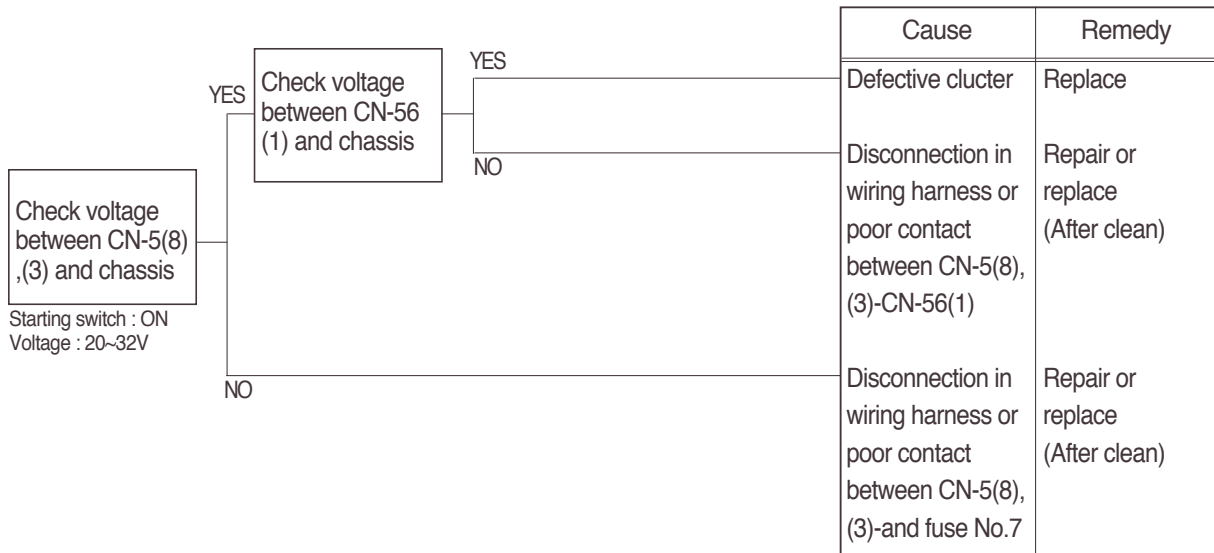 Cause
Remedy
YES
Check voltage
between CN-56
(1) and chassis
YES
NO
Defective clucter
Replace
Disconnection in
wiring harness or
poor contact
between CN-5(8),
(3)-CN-56(1)
Repair or
replace
(After clean)
Check voltage
between CN-5(8)
,(3) and chassis
Starting switch : ON
Voltage : 20~32V
NO
Disconnection in
wiring harness or
poor contact
between CN-5(8),
(3)-and fuse No.7
Repair or
replace
(After clean)